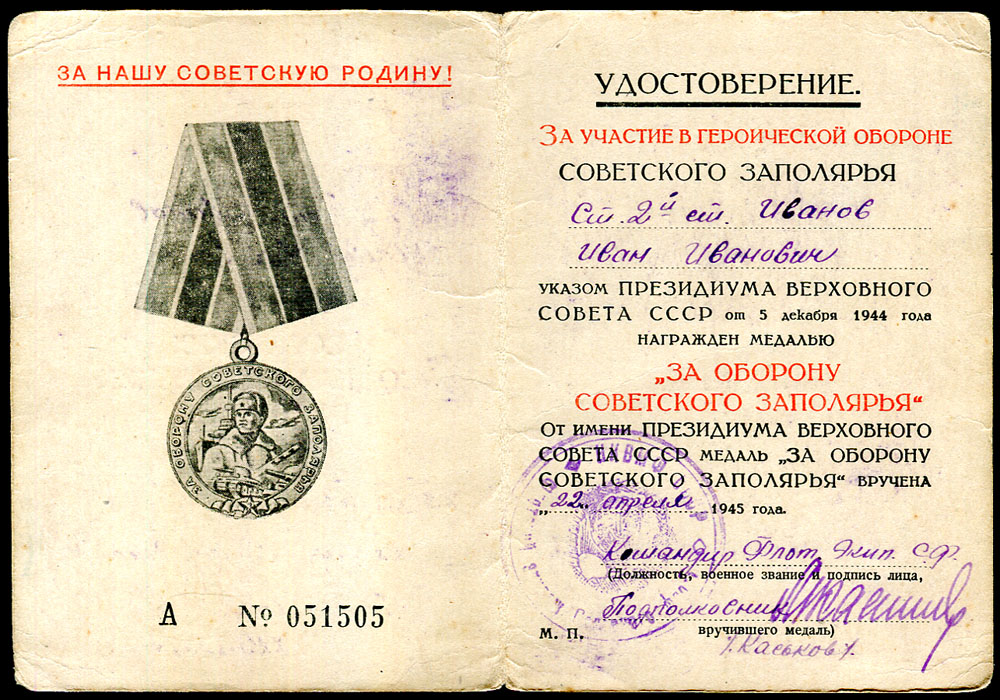 ЗА НАШУ СОВЕТСКУЮ РОДИНУ!
ЗА ОБОРОНУ СОВЕТСКОГО ЗАПОЛЯРЬЯ
А № 051505
УДОСТОВЕРЕНИЕ.
ЗА УЧАСТИЕ В ГЕРОИЧЕСКОЙ ОБОРОНЕ
СОВЕТСКОГО ЗАПОЛЯРЬЯ
Ст. 2й ст. Иванов
Иван Иванович
УКАЗОМ ПРЕЗИДИУМА ВЕРХОВНОГО
СОВЕТА СССР от 5 декабря 1944 года
НАГРАЖДЕН МЕДАЛЬЮ
„ЗА ОБОРОНУ
СОВЕТСКОГО ЗАПОЛЯРЬЯ“
От имени ПРЕЗИДИУМА ВЕРХОВНОГО
СОВЕТА СССР МЕДАЛЬ „ЗА ОБОРОНУ
СОВЕТСКОГО ЗАПОЛЯРЬЯ“ ВРУЧЕНА
„22“ апреля 1945 года.
Командир Флот. Экип. СФ.
(Должность, военное звание и подпись лица,
Подполковник
М. П. вручившего медаль)
/.Каськов/.